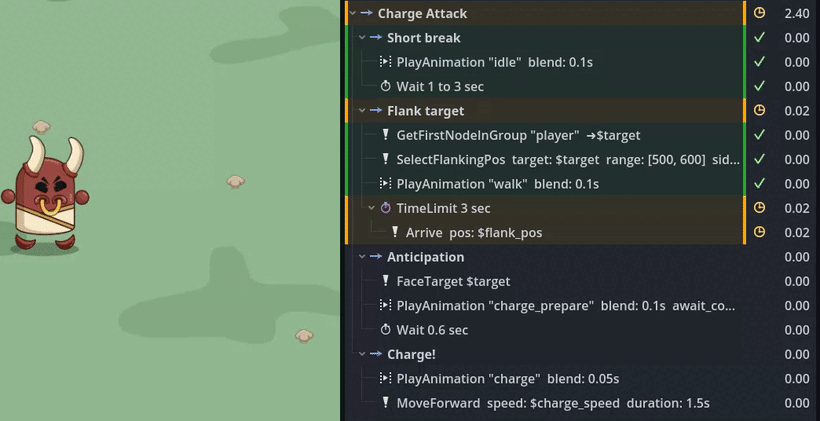 Charge Attack 2.40
Short break 0.00
PlayAnimation "idle" blend: 0.1s 0.00
Wait 1 to 3 sec 0.00
Flank target 0.02
GetFirstNodeInGroup "player" ➜$target 0.00
SelectFlankingPos target: $target range: [500, 600] sid... 0.00
PlayAnimation "walk" blend: 0.1s 0.00
TimeLimit 3 sec 0.02
Arrive pos: $flank_pos 0.02
Anticipation 0.00
FaceTarget $target 0.00
PlayAnimation "charge_prepare" blend: 0.1s await_co... 0.00
Wait 0.6 sec 0.00
Charge! 0.00
PlayAnimation "charge" blend: 0.05s 0.00
MoveForward speed: $charge_speed duration: 1.5s 0.00